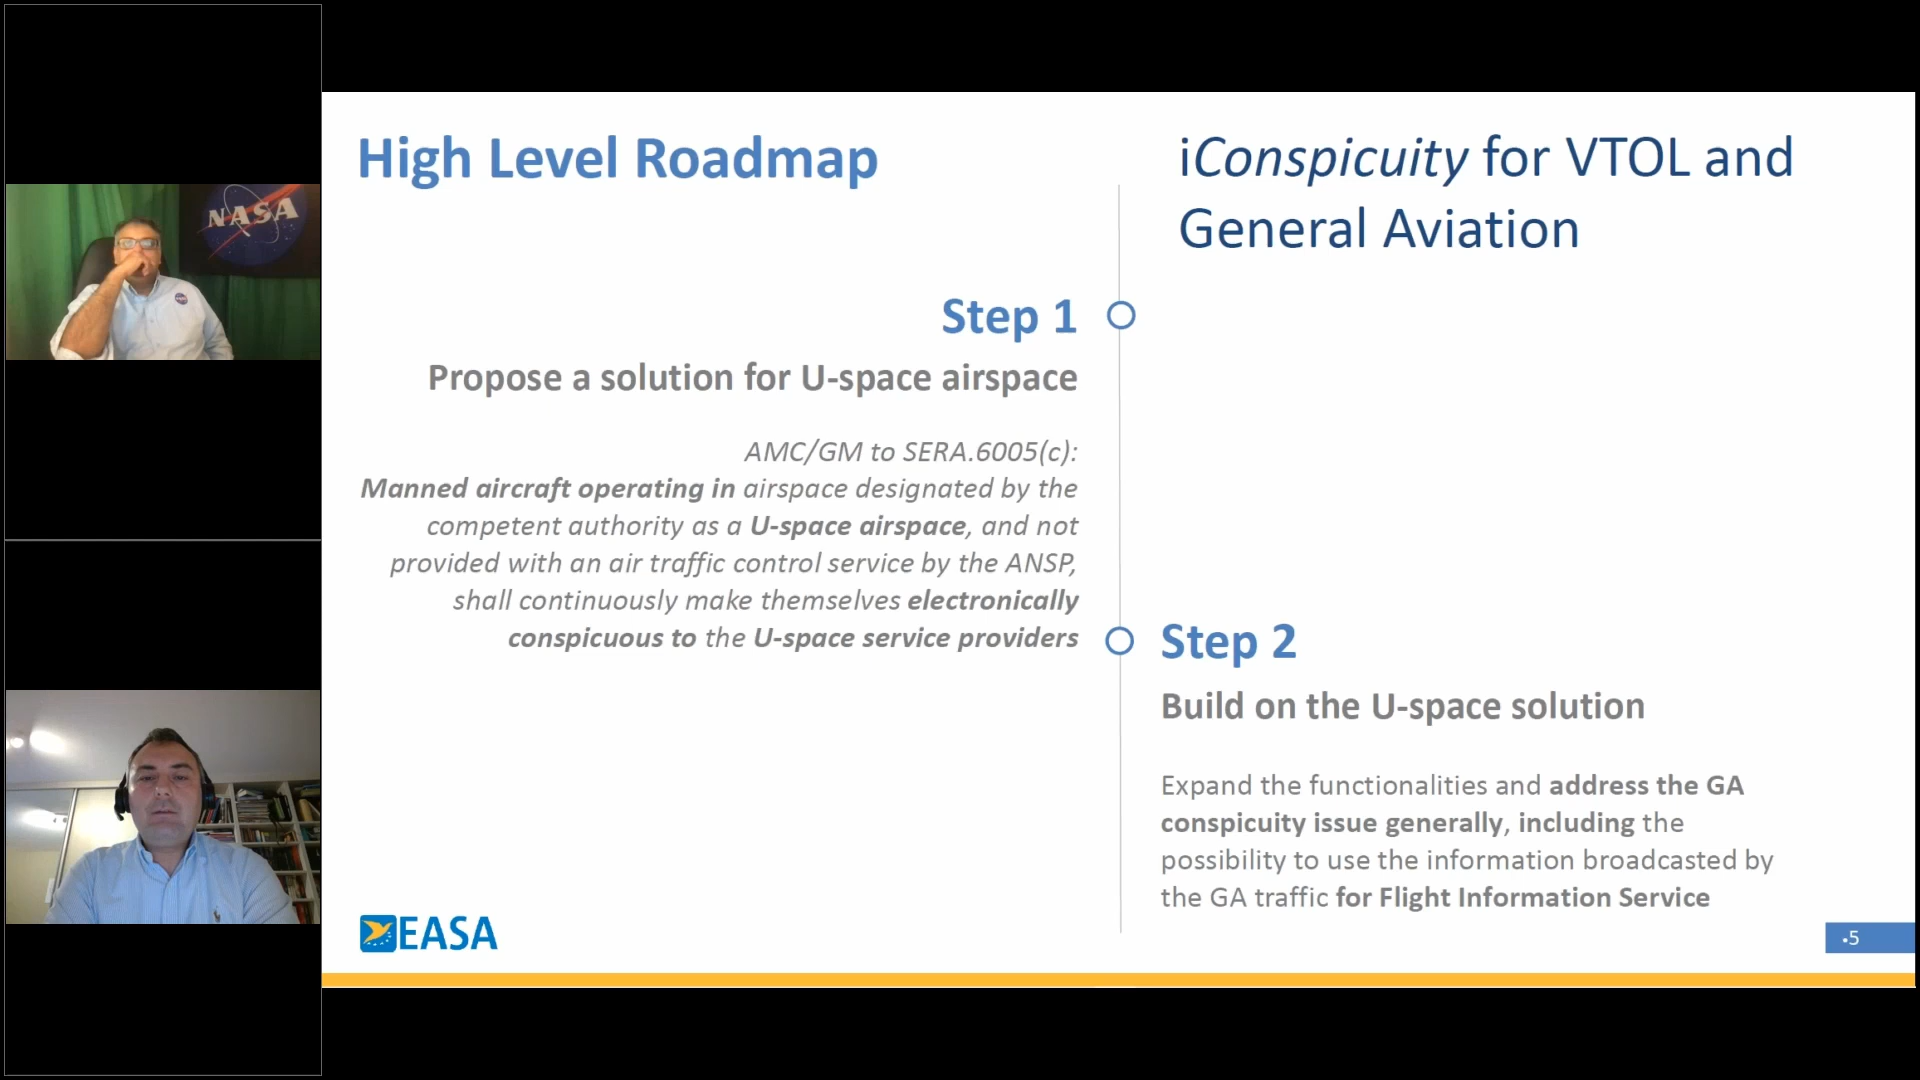 NASA
High Level Roadmap
iConspicuity for VTOL and
General Aviation
Step 1
Propose a solution for U-space airspace
AMC/GM to SERA.6005(c):
Manned aircraft operating in airspace designated by the
competent authority as a U-space airspace, and not
provided with an air traffic control service by the ANSP,
shall continuously make themselves electronically
conspicuous to the U-space service providers
Step 2
Build on the U-space solution
Expand the functionalities and address the GA
conspicuity issue generally, including the
possibility to use the information broadcasted by
the GA traffic for Flight Information Service
EASA
•5